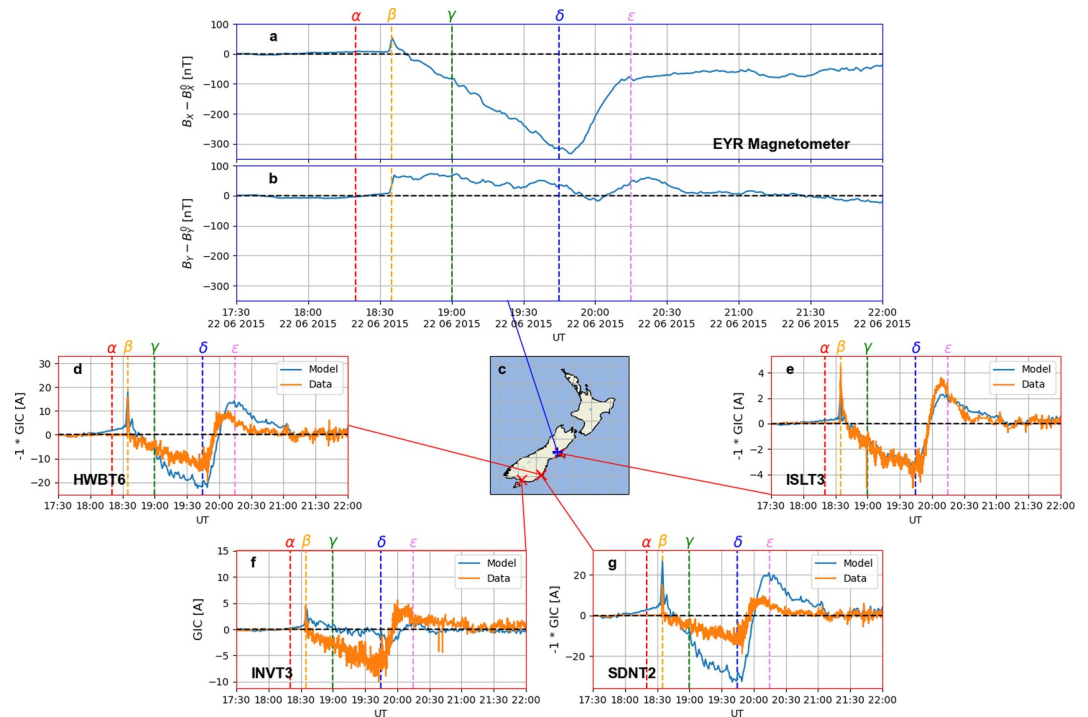 α β γ δ ε
a
100
0
−100
−200
−300
B_X − B_X^0 [nT]
EYR Magnetometer
b
100
0
−100
−200
−300
B_Y − B_Y^0 [nT]
17:30 18:00 18:30 19:00 19:30 20:00 20:30 21:00 21:30 22:00
22 06 2015 22 06 2015 22 06 2015 22 06 2015 22 06 2015 22 06 2015 22 06 2015 22 06 2015 22 06 2015 22 06 2015
UT
α β γ δ ε
d
Model
Data
30
20
10
0
−10
−20
-1 * GIC [A]
HWBT6
17:30 18:00 18:30 19:00 19:30 20:00 20:30 21:00 21:30 22:00
UT
c
α β γ δ ε
e
Model
Data
4
2
0
−2
−4
-1 * GIC [A]
ISLT3
17:30 18:00 18:30 19:00 19:30 20:00 20:30 21:00 21:30 22:00
UT
α β γ δ ε
f
Model
Data
15
10
5
0
−5
−10
GIC [A]
INVT3
17:30 18:00 18:30 19:00 19:30 20:00 20:30 21:00 21:30 22:00
UT
α β γ δ ε
g
Model
Data
20
0
−20
-1 * GIC [A]
SDNT2
17:30 18:00 18:30 19:00 19:30 20:00 20:30 21:00 21:30 22:00
UT